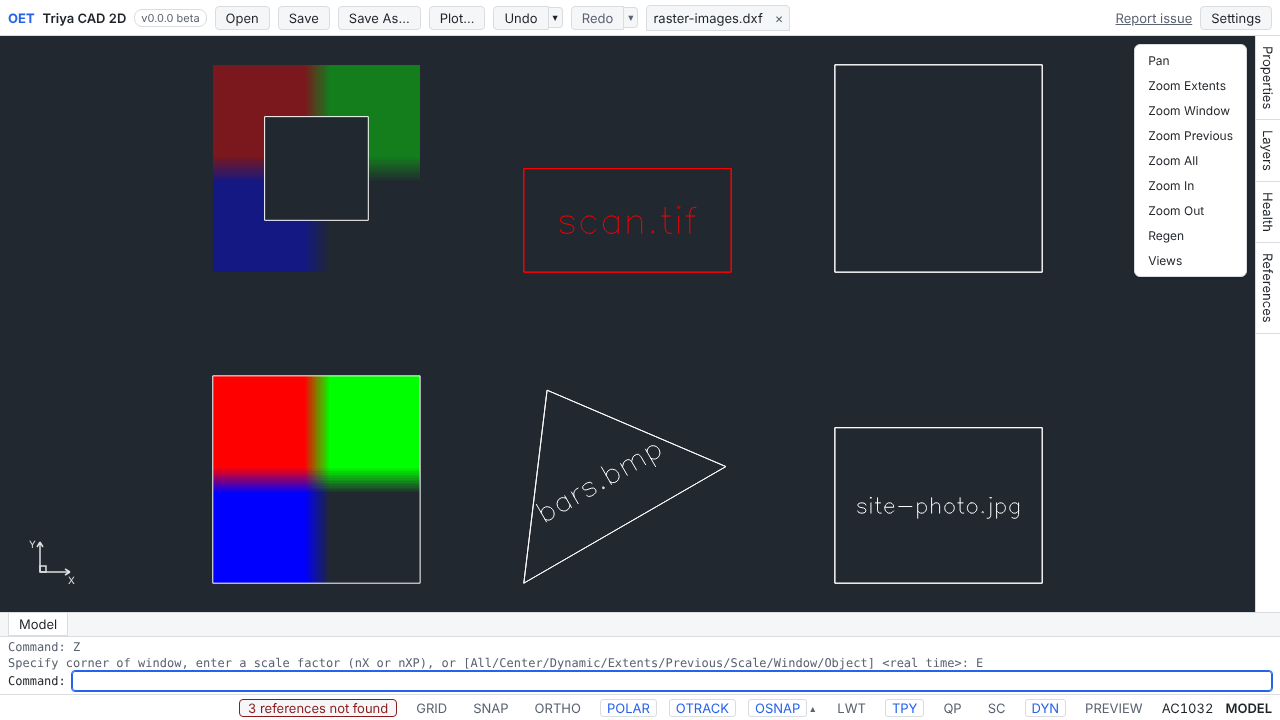 OET Triya CAD 2D v0.0.0 beta Open Save Save As... Plot... Undo ▾ Redo ▾ raster-images.dxf × Report issue Settings
Pan
Zoom Extents
Zoom Window
Zoom Previous
Zoom All
Zoom In
Zoom Out
Regen
Views
Properties
Layers
Health
References
scan.tif
bars.bmp
site-photo.jpg
Y
X
Model
Command: Z
Specify corner of window, enter a scale factor (nX or nXP), or [All/Center/Dynamic/Extents/Previous/Scale/Window/Object] <real time>: E
Command:
3 references not found GRID SNAP ORTHO POLAR OTRACK OSNAP ▴ LWT TPY QP SC DYN PREVIEW AC1032 MODEL